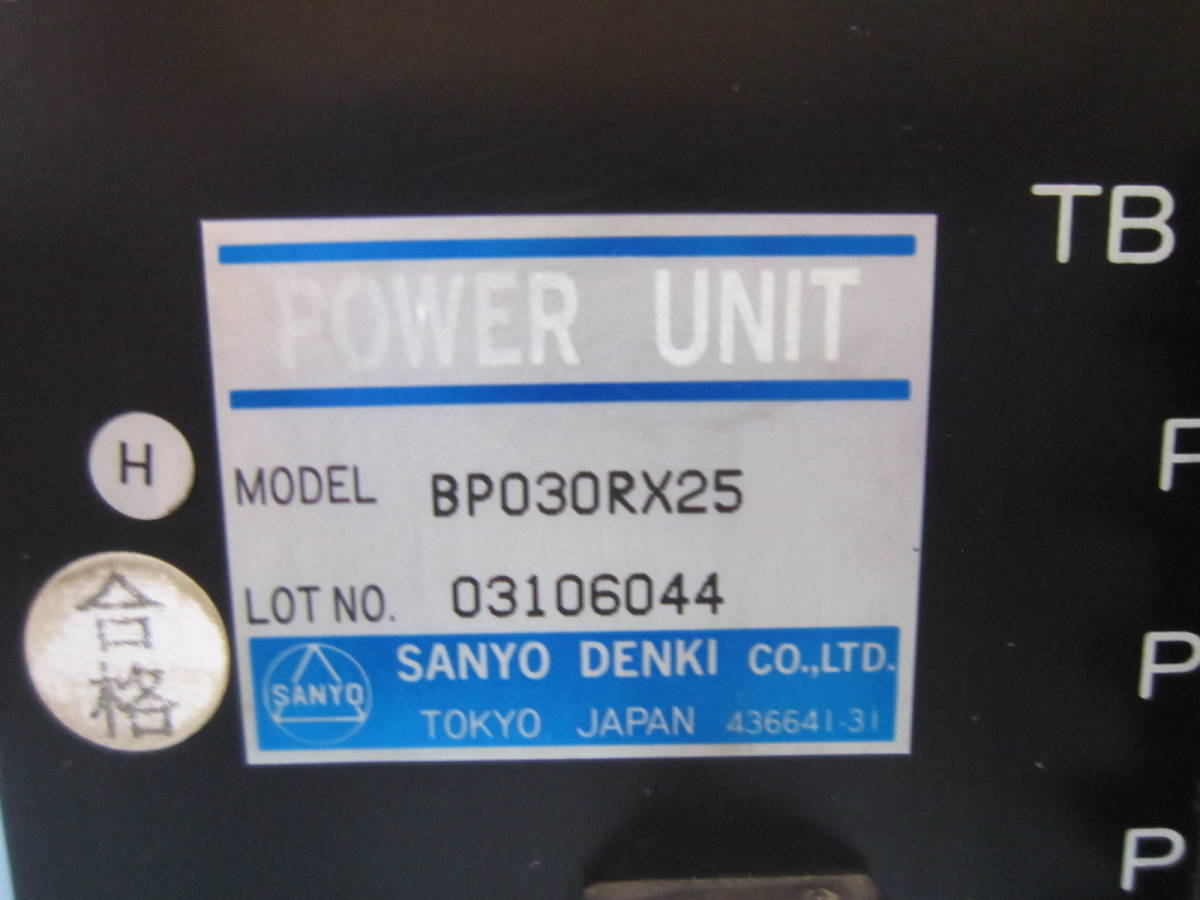 TB
POWER UNIT
F
H
MODEL BP030RX25
LOT NO. 03106044
合格
SANYO
SANYO DENKI CO.,LTD.
TOKYO JAPAN 436641-31
P
P